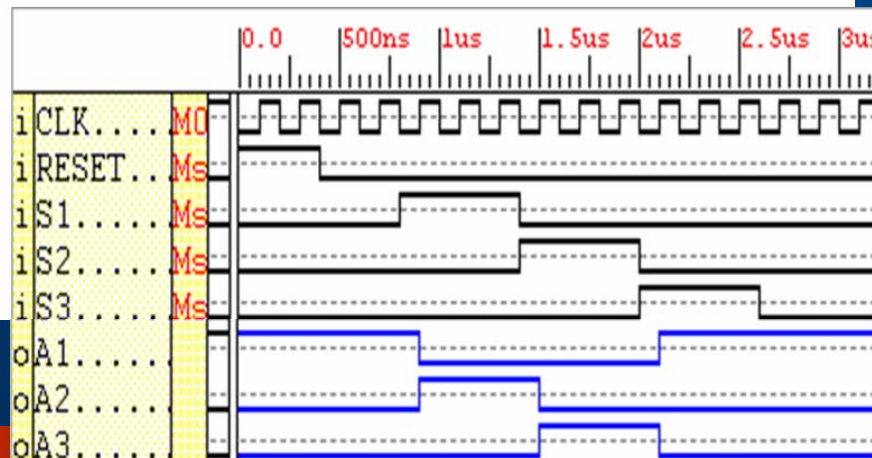 0.0 500ns 1us 1.5us 2us 2.5us 3us
i CLK..... M0
i RESET.. Ms
i S1...... Ms
i S2...... Ms
i S3...... Ms
o A1......
o A2......
o A3......